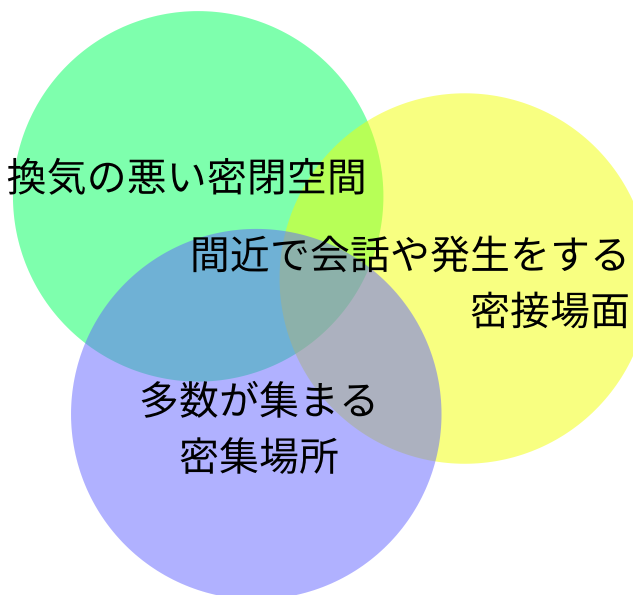 換気の悪い密閉空間
間近で会話や発生をする
密接場面
多数が集まる
密集場所